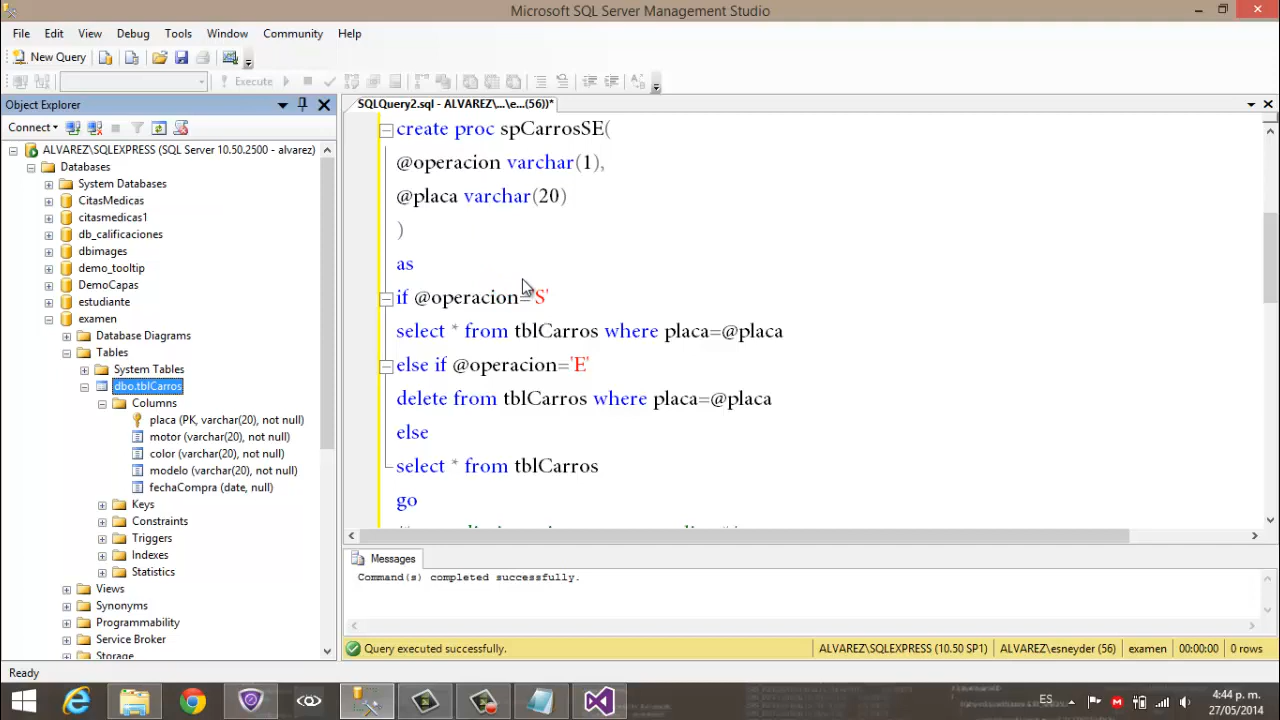 Microsoft SQL Server Management Studio
File Edit View Debug Tools Window Community Help
New Query
Execute
Object Explorer
SQLQuery2.sql - ALVAREZ\...\e...(56))*
Connect
ALVAREZ\SQLEXPRESS (SQL Server 10.50.2500 - alvarez)
Databases
System Databases
CitasMedicas
citasmedicas1
db_calificaciones
dbimages
demo_tooltip
DemoCapas
estudiante
examen
Database Diagrams
Tables
System Tables
dbo.tblCarros
Columns
placa (PK, varchar(20), not null)
motor (varchar(20), not null)
color (varchar(20), not null)
modelo (varchar(20), not null)
fechaCompra (date, null)
Keys
Constraints
Triggers
Indexes
Statistics
Views
Synonyms
Programmability
Service Broker
Storage
create proc spCarrosSE(
@operacion varchar(1),
@placa varchar(20)
)
as
if @operacion='S'
select * from tblCarros where placa=@placa
else if @operacion='E'
delete from tblCarros where placa=@placa
else
select * from tblCarros
go
Messages
Command(s) completed successfully.
Query executed successfully.
ALVAREZ\SQLEXPRESS (10.50 SP1) ALVAREZ\esneyder (56) examen 00:00:00 0 rows
Ready
ES
4:44 p. m.
27/05/2014